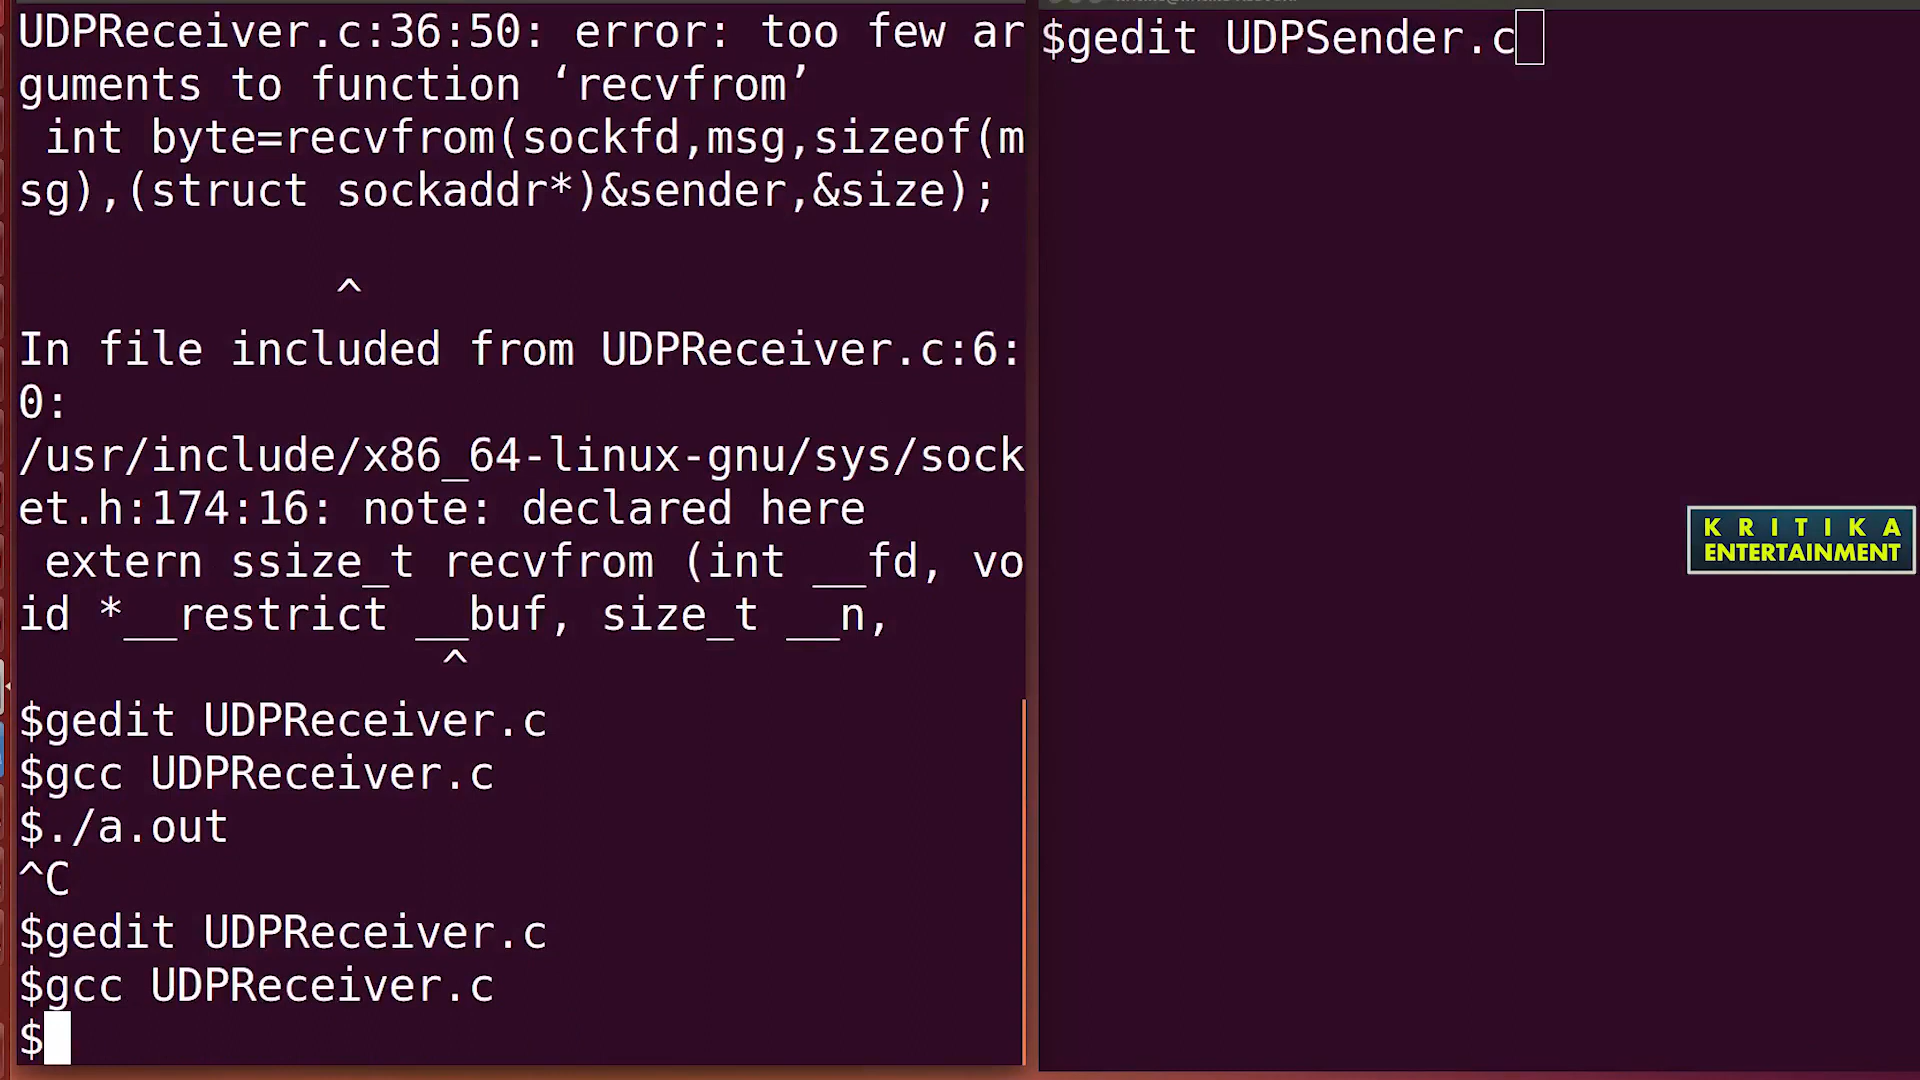 UDPReceiver.c:36:50: error: too few ar
guments to function ‘recvfrom’
 int byte=recvfrom(sockfd,msg,sizeof(m
sg),(struct sockaddr*)&sender,&size);
^
In file included from UDPReceiver.c:6:
0:
/usr/include/x86_64-linux-gnu/sys/sock
et.h:174:16: note: declared here
 extern ssize_t recvfrom (int __fd, vo
id *__restrict __buf, size_t __n,
^
$gedit UDPReceiver.c
$gcc UDPReceiver.c
$./a.out
^C
$gedit UDPReceiver.c
$gcc UDPReceiver.c
$
$gedit UDPSender.c
KRITIKA
ENTERTAINMENT